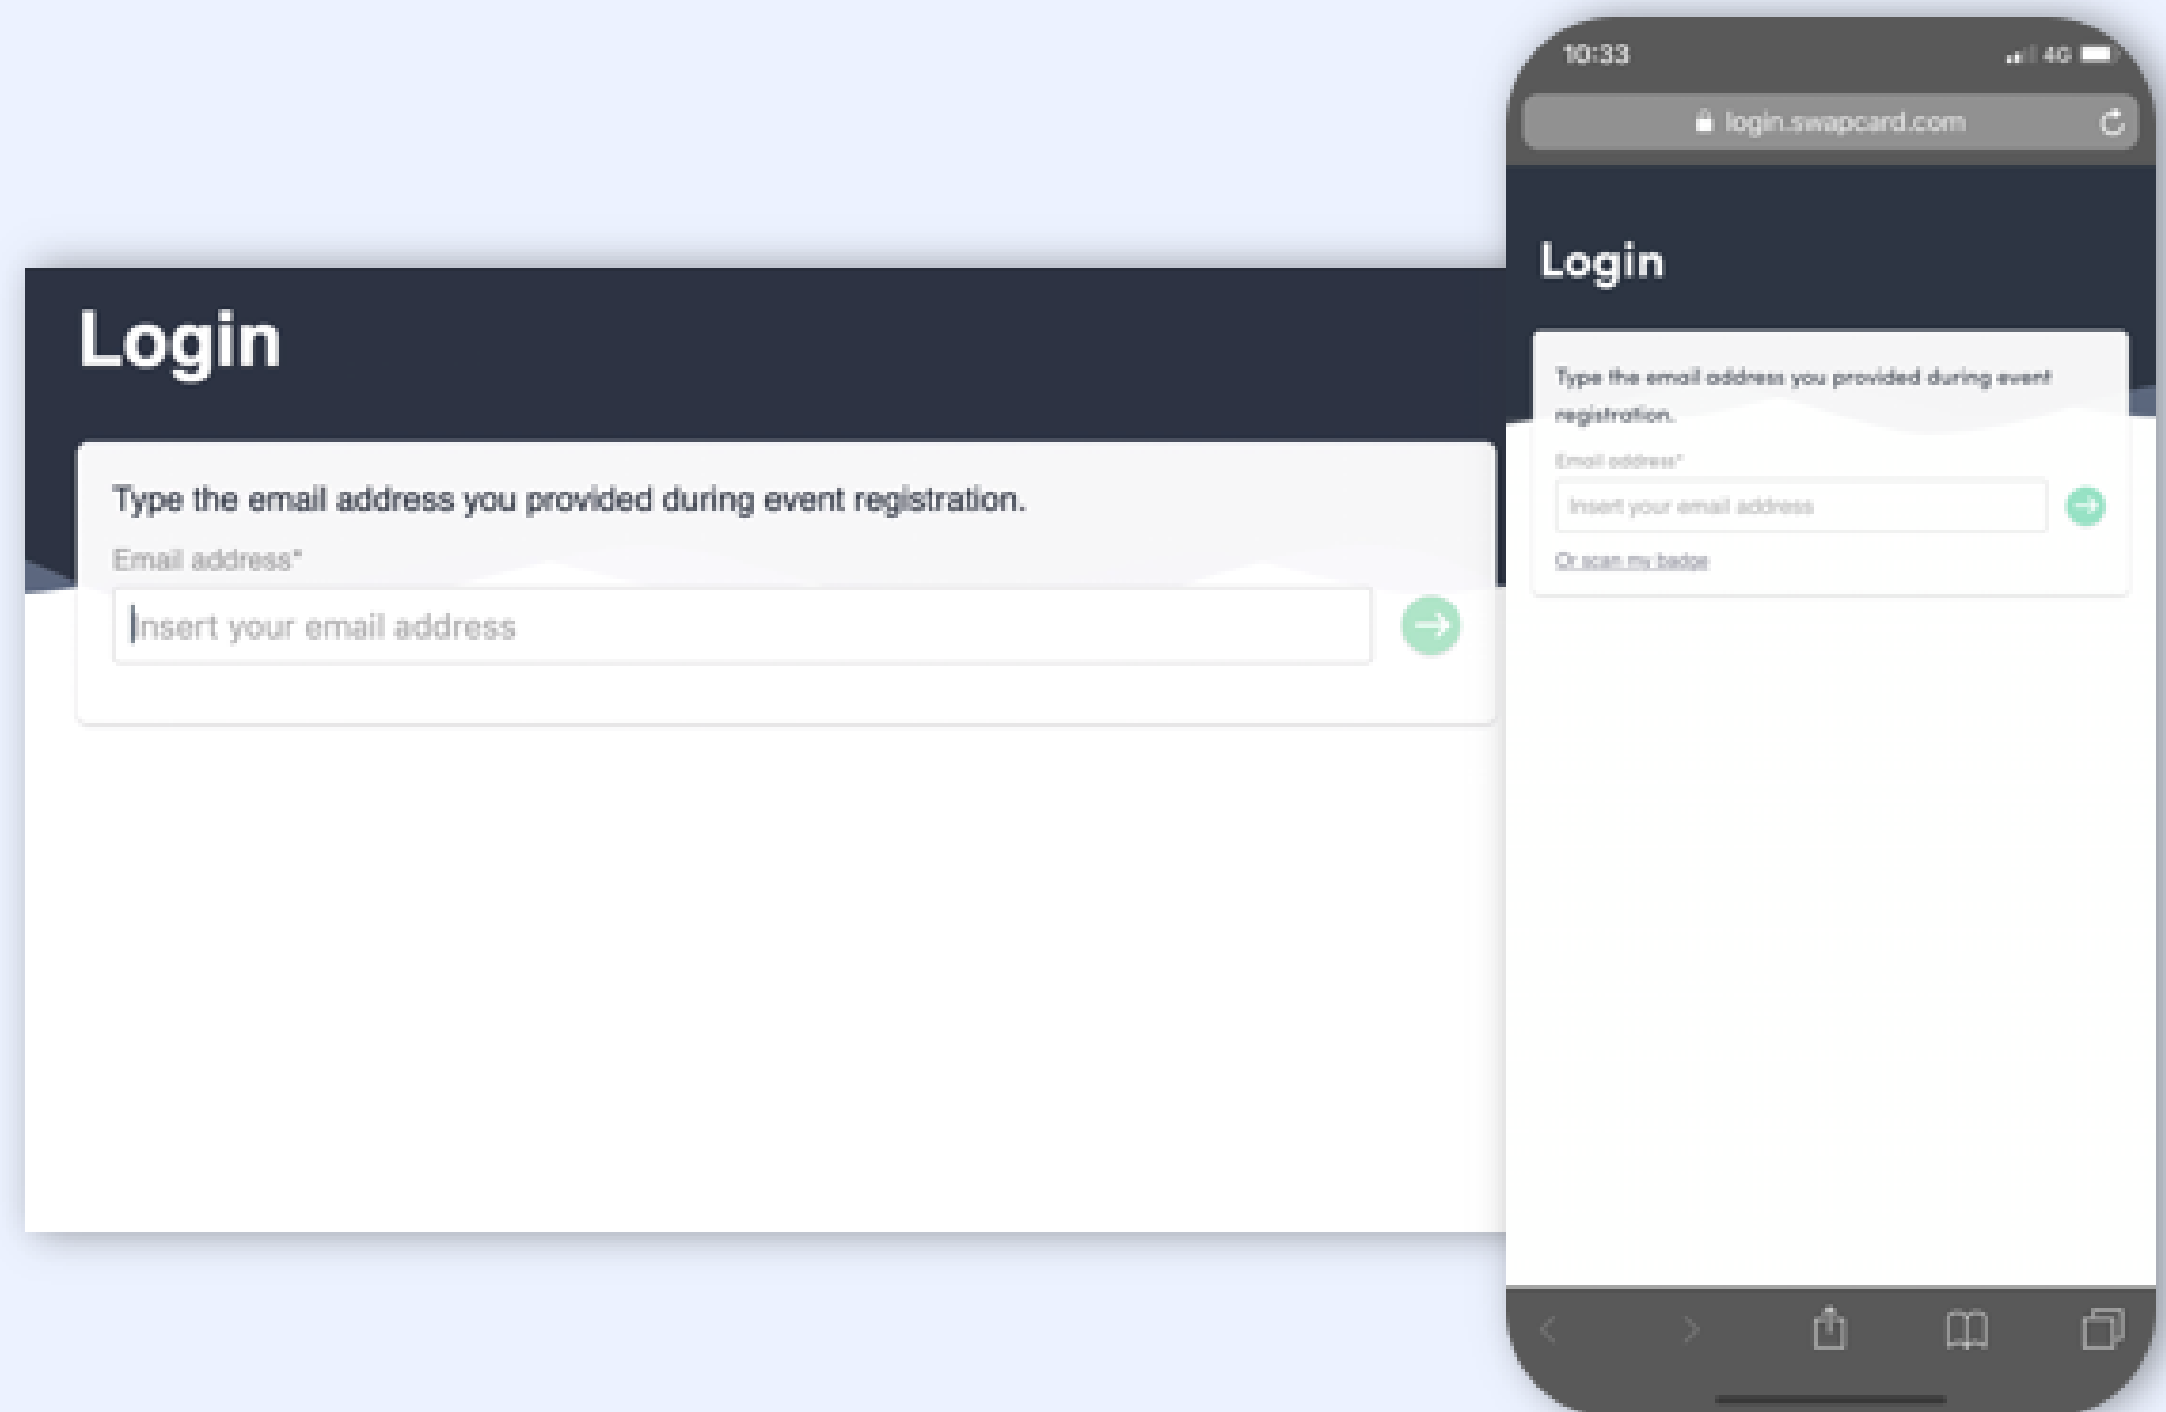 Login
Type the email address you provided during event registration.
Email address*
Insert your email address
10:33
4G
login.swapcard.com
Login
Type the email address you provided during event
registration.
Email address*
Insert your email address
Or scan my badge